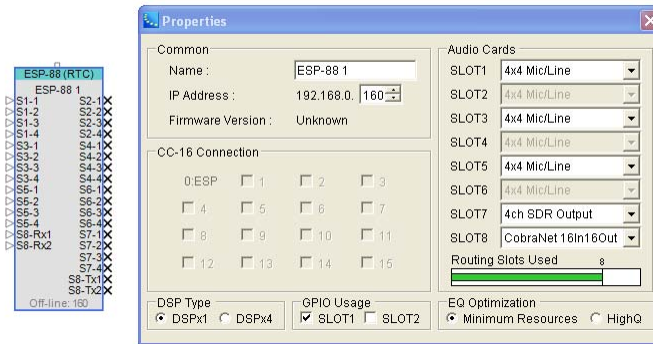 ESP-88 (RTC)
ESP-88 1
S1-1 S2-1
S1-2 S2-2
S1-3 S2-3
S1-4 S2-4
S3-1 S4-1
S3-2 S4-2
S3-3 S4-3
S3-4 S4-4
S5-1 S6-1
S5-2 S6-2
S5-3 S6-3
S5-4 S6-4
S8-Rx1 S7-1
S8-Rx2 S7-2
S7-3
S7-4
S8-Tx1
S8-Tx2
Off-line: 160
Properties
Common
Name : ESP-88 1
IP Address : 192.168.0. 160
Firmware Version : Unknown
CC-16 Connection
0:ESP 1 2 3
4 5 6 7
8 9 10 11
12 13 14 15
Audio Cards
SLOT1 4x4 Mic/Line
SLOT2 4x4 Mic/Line
SLOT3 4x4 Mic/Line
SLOT4 4x4 Mic/Line
SLOT5 4x4 Mic/Line
SLOT6 4x4 Mic/Line
SLOT7 4ch SDR Output
SLOT8 CobraNet 16In16Out
Routing Slots Used 8
DSP Type
DSPx1 DSPx4
GPIO Usage
SLOT1 SLOT2
EQ Optimization
Minimum Resources HighQ